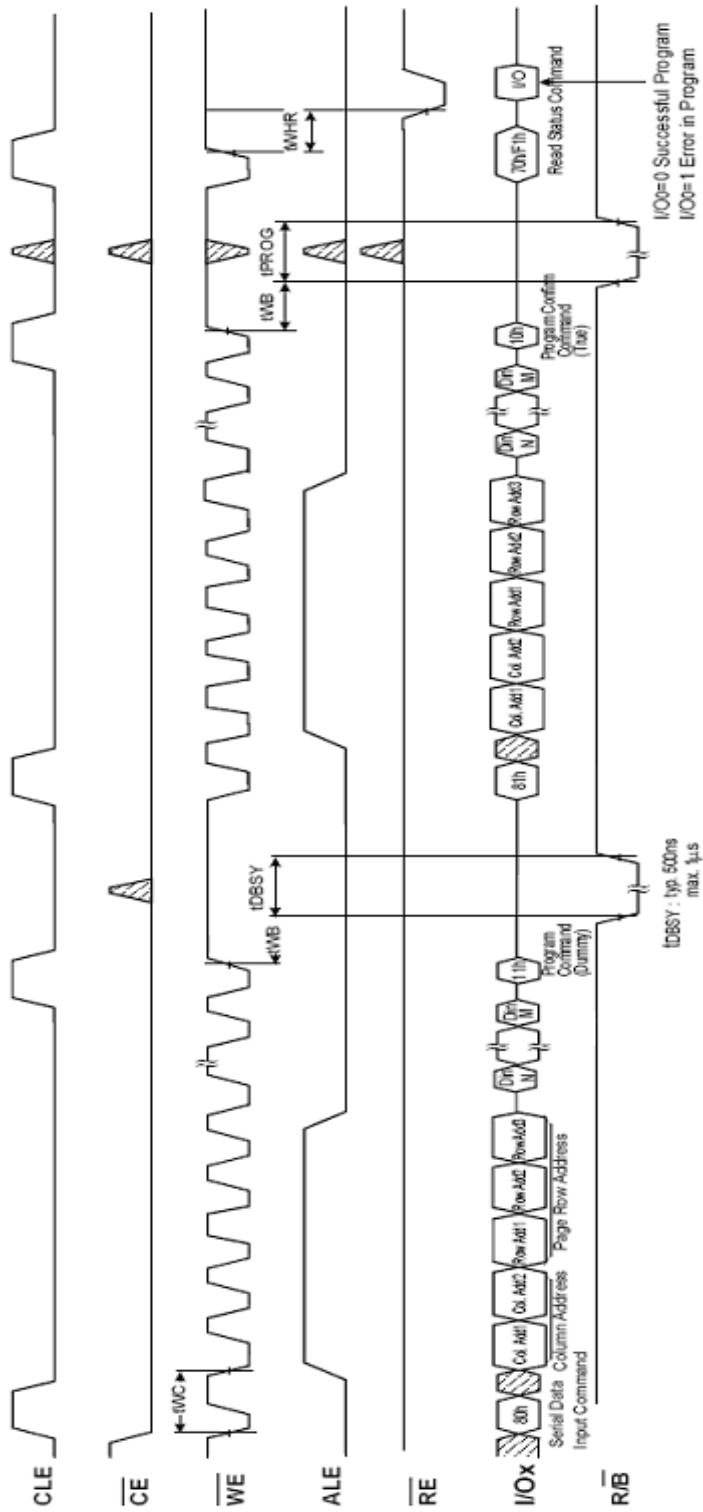 CLE
CE
WE
tWC
tWB
tDBSY
tWB
tPROG
tWHR
ALE
RE
I/Ox
80h
Col. Add1
Col. Add2
Row Add1
Row Add2
Row Add3
Din
N
Din
M
11h
81h
Col. Add1
Col. Add2
Row Add1
Row Add2
Row Add3
Din
N
Din
M
10h
70h/F1h
I/O
Serial Data
Input Command
Column Address
Page Row Address
Program
Command
(Dummy)
Program Confirm
Command
(True)
Read Status Command
R/B
tDBSY : typ. 500ns
max. 1μs
I/O0=0 Successful Program
I/O0=1 Error in Program